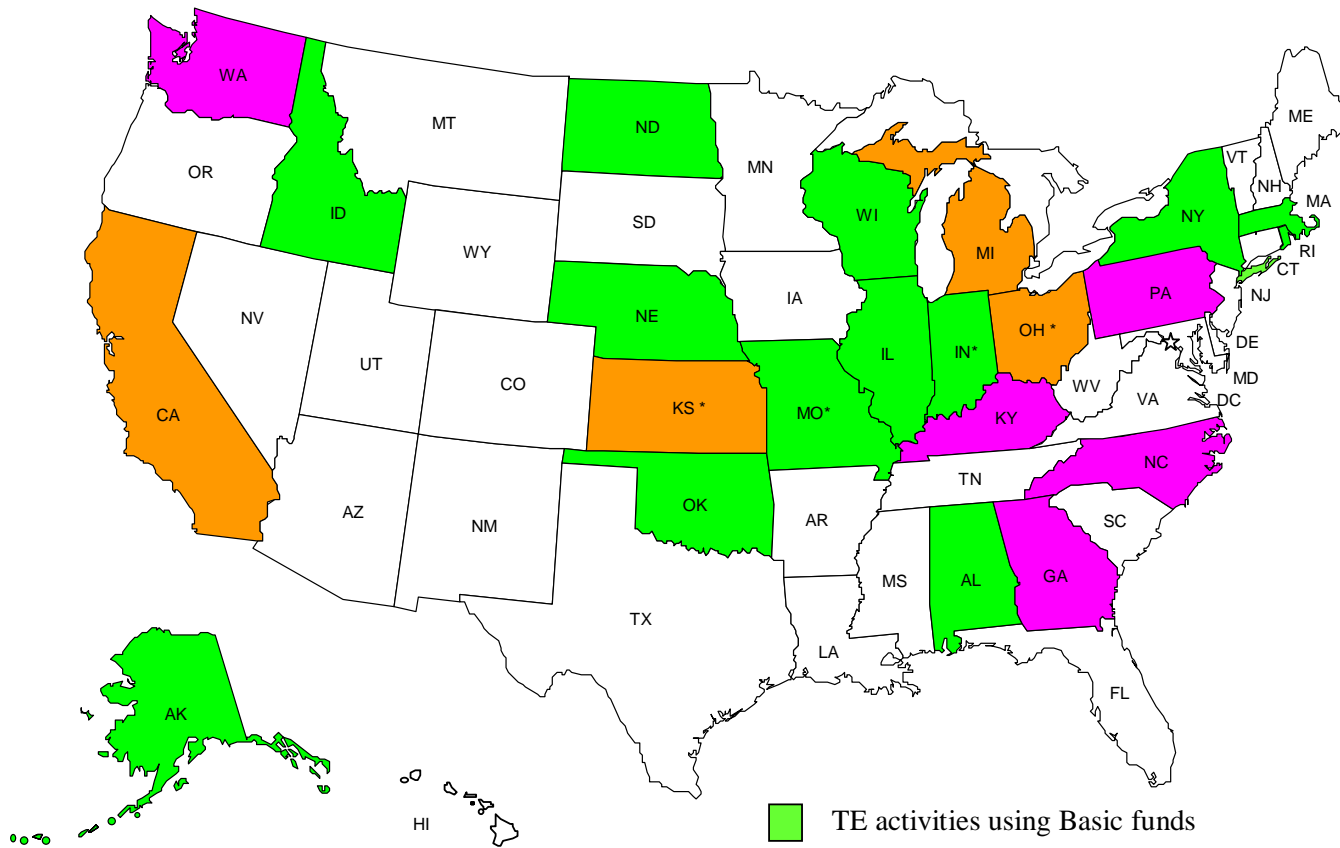 WA
MT
ND
MN
ME
VT
NH
OR
ID
SD
WI
NY
MA
WY
MI
RI
CT
IA
PA
NJ
NE
NV
OH *
UT
IL
IN*
DE
CO
WV
MD
CA
KS *
MO*
KY
VA
DC
NC
TN
AZ
NM
OK
AR
SC
MS
AL
GA
TX
LA
FL
AK
HI
TE activities using Basic funds